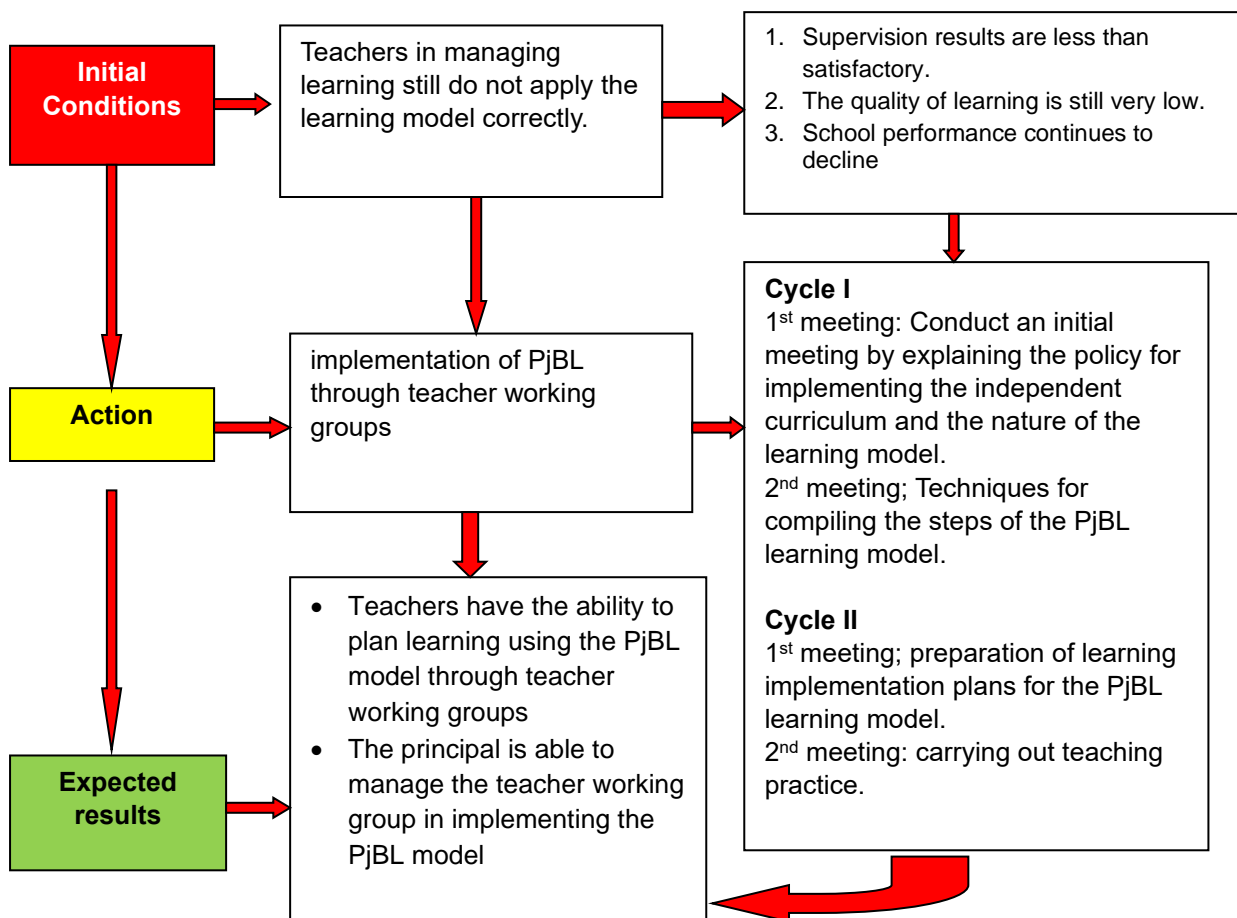 Initial
Conditions
Teachers in managing
learning still do not apply the
learning model correctly.
1. Supervision results are less than
satisfactory.
2. The quality of learning is still very low.
3. School performance continues to
decline
Action
implementation of PjBL
through teacher working
groups
Cycle I
1st meeting: Conduct an initial
meeting by explaining the policy for
implementing the independent
curriculum and the nature of the
learning model.
2nd meeting; Techniques for
compiling the steps of the PjBL
learning model.
Cycle II
1st meeting; preparation of learning
implementation plans for the PjBL
learning model.
2nd meeting: carrying out teaching
practice.
Expected
results
• Teachers have the ability to
plan learning using the PjBL
model through teacher
working groups
• The principal is able to
manage the teacher working
group in implementing the
PjBL model